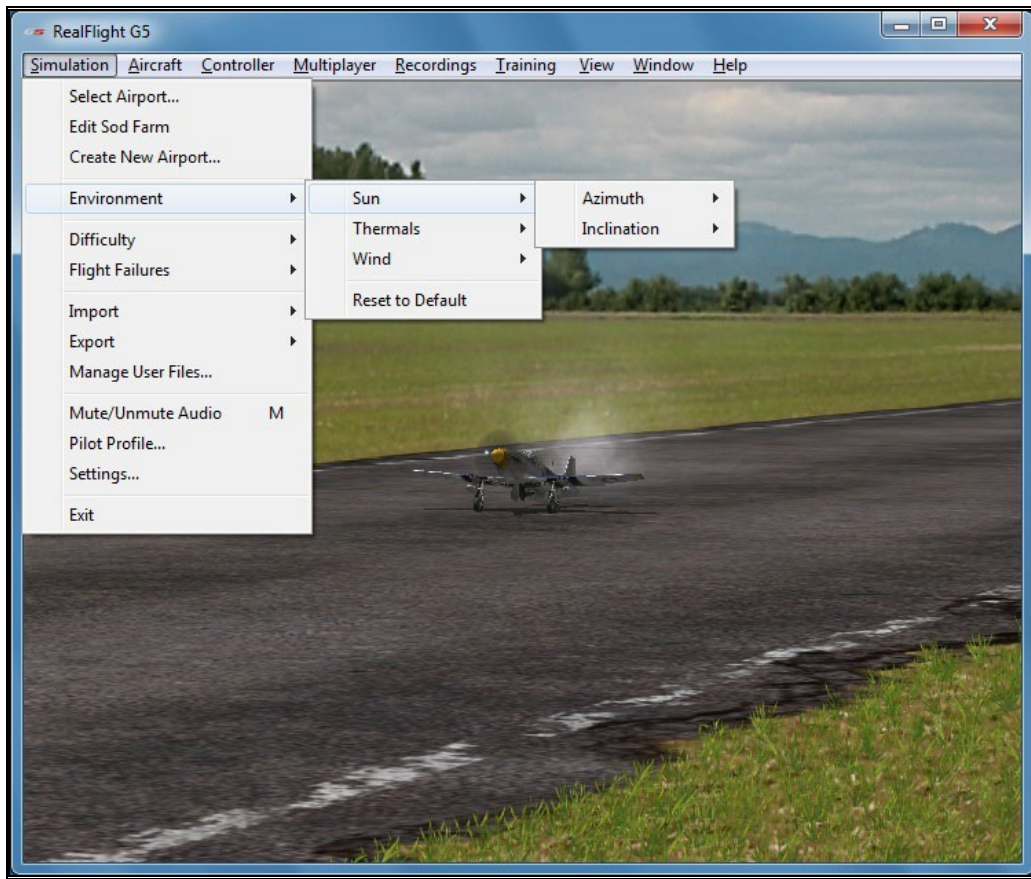 RealFlight G5
Simulation Aircraft Controller Multiplayer Recordings Training View Window Help
Select Airport...
Edit Sod Farm
Create New Airport...
Environment
Difficulty
Flight Failures
Import
Export
Manage User Files...
Mute/Unmute Audio M
Pilot Profile...
Settings...
Exit
Sun
Thermals
Wind
Reset to Default
Azimuth
Inclination